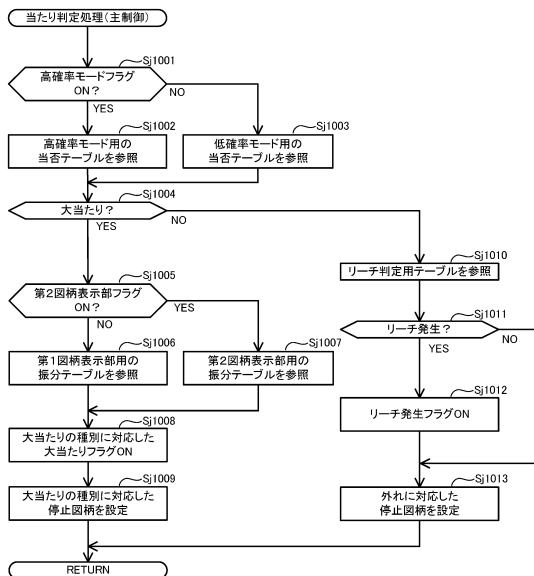 当たり判定処理(主制御)
Sj1001
高確率モードフラグ
ON?
NO
YES
Sj1002
高確率モード用の
当否テーブルを参照
Sj1003
低確率モード用の
当否テーブルを参照
Sj1004
大当たり?
NO
YES
Sj1005
第2図柄表示部フラグ
ON?
YES
NO
Sj1006
第1図柄表示部用の
振分テーブルを参照
Sj1007
第2図柄表示部用の
振分テーブルを参照
Sj1008
大当たりの種別に対応した
大当たりフラグON
Sj1009
大当たりの種別に対応した
停止図柄を設定
Sj1010
リーチ判定用テーブルを参照
Sj1011
リーチ発生?
NO
YES
Sj1012
リーチ発生フラグON
Sj1013
外れに対応した
停止図柄を設定
RETURN